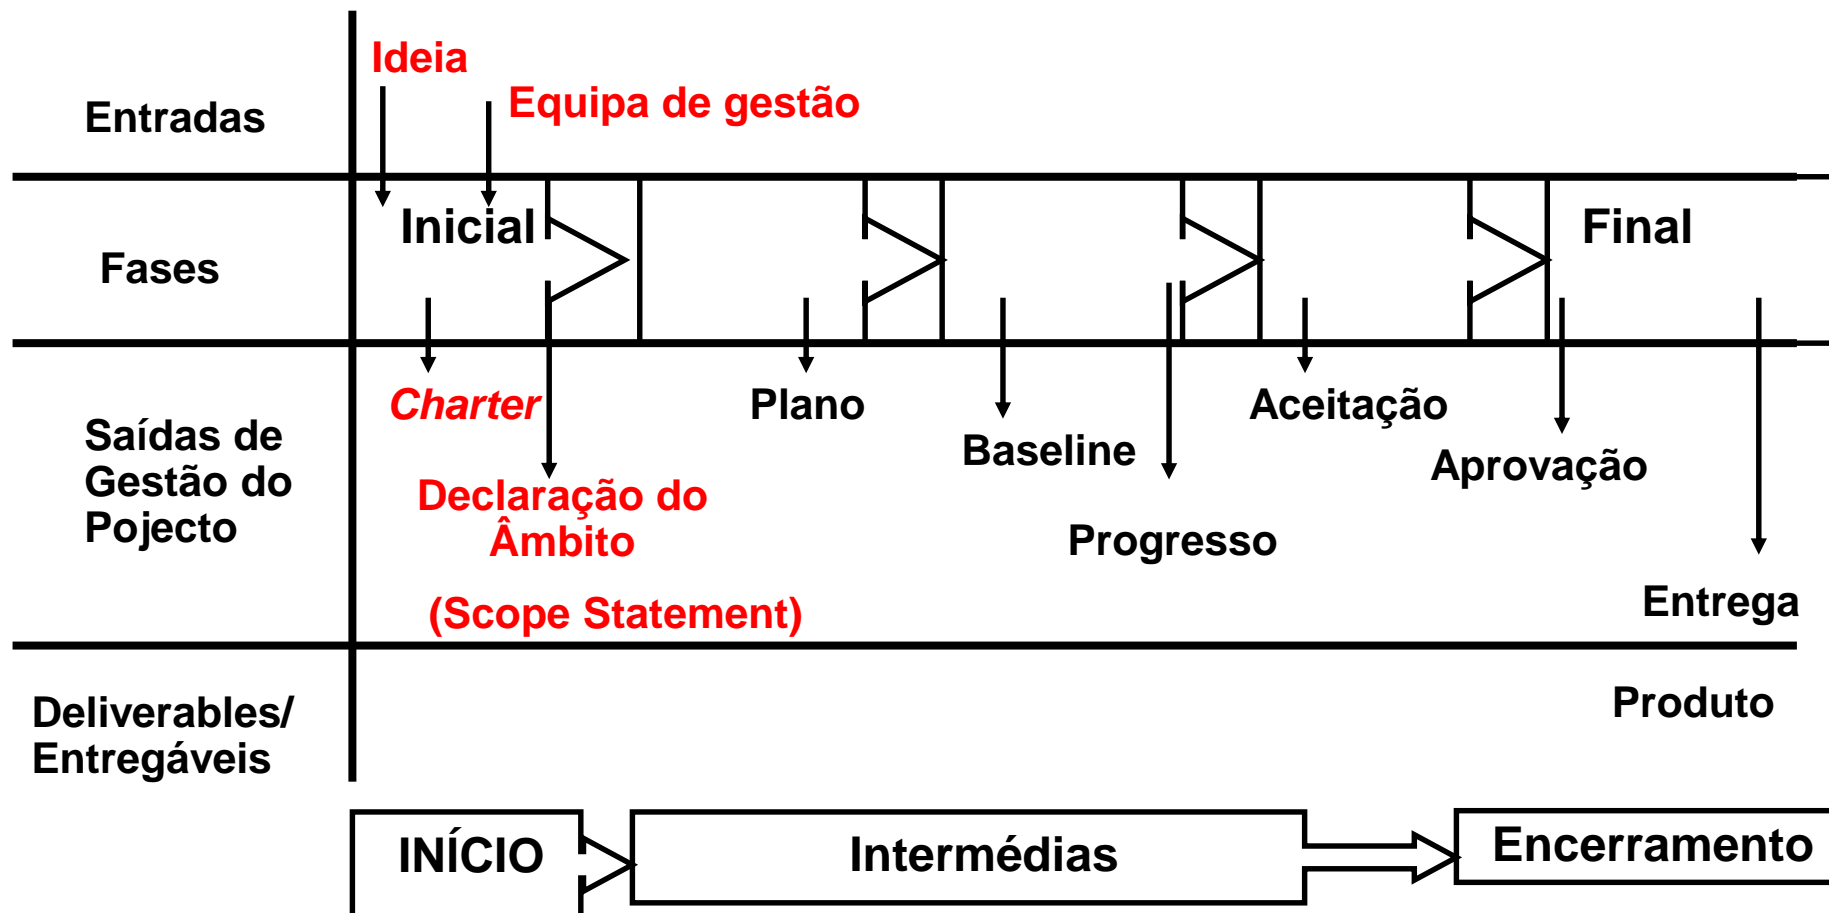 Ideia
Equipa de gestão
Entradas
Inicial
Final
Fases
Charter
Plano
Aceitação
Saídas de
Gestão do
Pojecto
Baseline
Aprovação
Declaração do
Âmbito
Progresso
(Scope Statement)
Entrega
Deliverables/
Entregáveis
Produto
INÍCIO
Intermédias
Encerramento